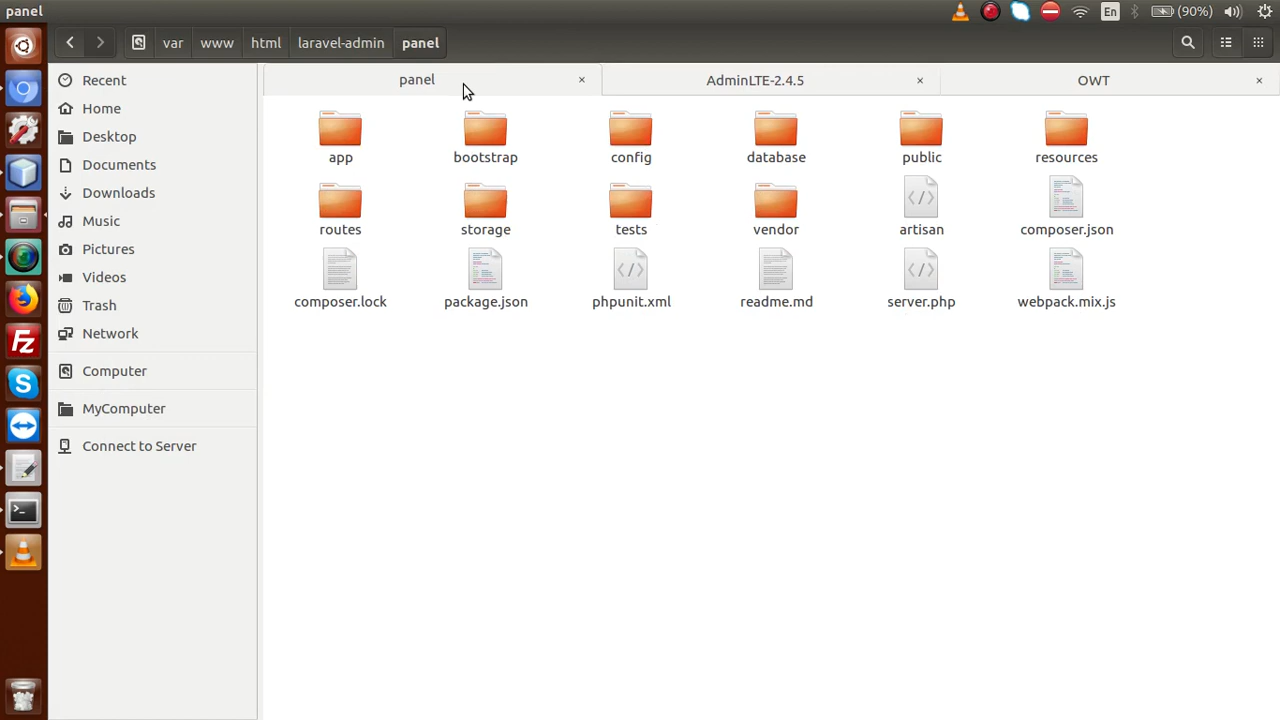 panel
En
(90%)
var
www
html
laravel-admin
panel
Recent
Home
Desktop
Documents
Downloads
Music
Pictures
Videos
Trash
Network
Computer
MyComputer
Connect to Server
panel
AdminLTE-2.4.5
OWT
app
bootstrap
config
database
public
resources
routes
storage
tests
vendor
artisan
composer.json
composer.lock
package.json
phpunit.xml
readme.md
server.php
webpack.mix.js